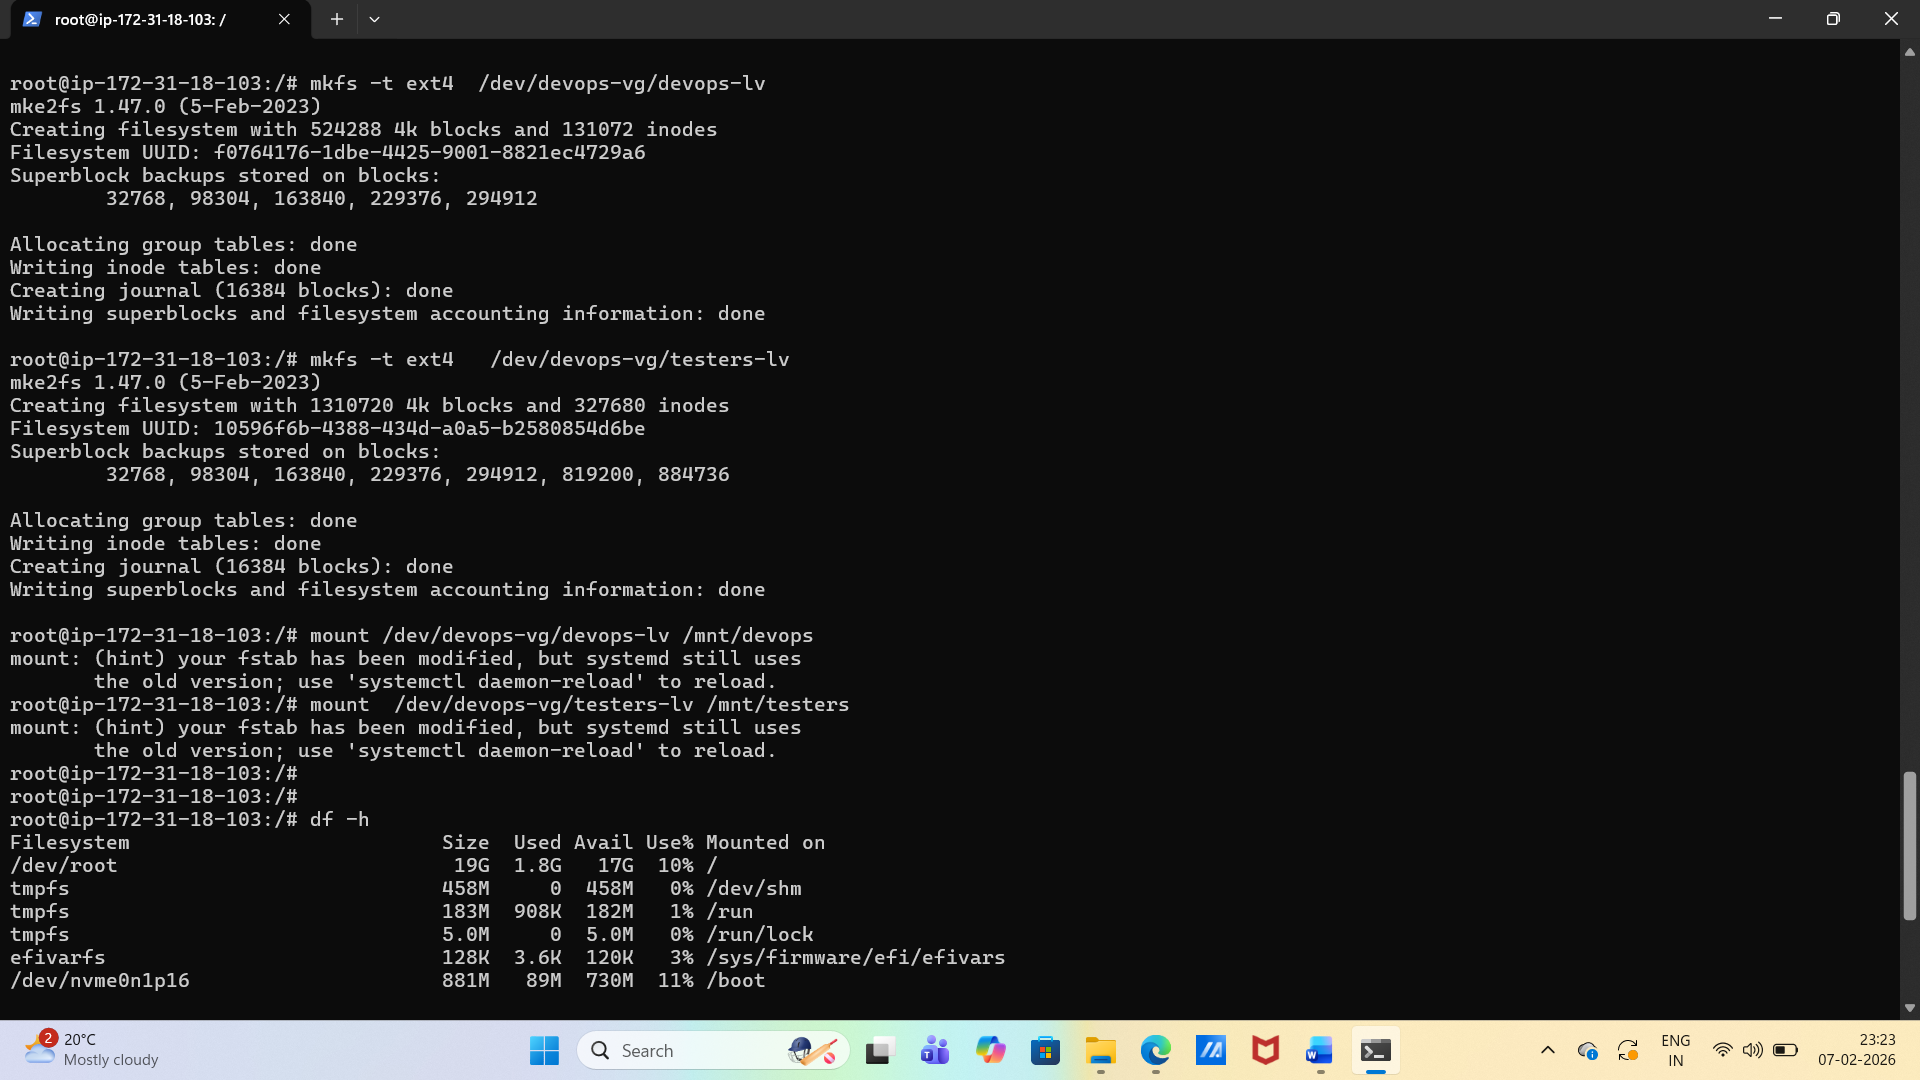 root@ip-172-31-18-103: /
root@ip-172-31-18-103:/# mkfs -t ext4  /dev/devops-vg/devops-lv
mke2fs 1.47.0 (5-Feb-2023)
Creating filesystem with 524288 4k blocks and 131072 inodes
Filesystem UUID: f0764176-1dbe-4425-9001-8821ec4729a6
Superblock backups stored on blocks:
        32768, 98304, 163840, 229376, 294912

Allocating group tables: done
Writing inode tables: done
Creating journal (16384 blocks): done
Writing superblocks and filesystem accounting information: done

root@ip-172-31-18-103:/# mkfs -t ext4   /dev/devops-vg/testers-lv
mke2fs 1.47.0 (5-Feb-2023)
Creating filesystem with 1310720 4k blocks and 327680 inodes
Filesystem UUID: 10596f6b-4388-434d-a0a5-b2580854d6be
Superblock backups stored on blocks:
        32768, 98304, 163840, 229376, 294912, 819200, 884736

Allocating group tables: done
Writing inode tables: done
Creating journal (16384 blocks): done
Writing superblocks and filesystem accounting information: done

root@ip-172-31-18-103:/# mount /dev/devops-vg/devops-lv /mnt/devops
mount: (hint) your fstab has been modified, but systemd still uses
       the old version; use 'systemctl daemon-reload' to reload.
root@ip-172-31-18-103:/# mount  /dev/devops-vg/testers-lv /mnt/testers
mount: (hint) your fstab has been modified, but systemd still uses
       the old version; use 'systemctl daemon-reload' to reload.
root@ip-172-31-18-103:/#
root@ip-172-31-18-103:/#
root@ip-172-31-18-103:/# df -h
Filesystem                          Size  Used Avail Use% Mounted on
/dev/root                            19G  1.8G   17G  10% /
tmpfs                               458M     0  458M   0% /dev/shm
tmpfs                               183M  908K  182M   1% /run
tmpfs                               5.0M     0  5.0M   0% /run/lock
efivarfs                            128K  3.6K  120K   3% /sys/firmware/efi/efivars
/dev/nvme0n1p16                     881M   89M  730M  11% /boot
2
20°C
Mostly cloudy
Search
ENG
IN
23:23
07-02-2026